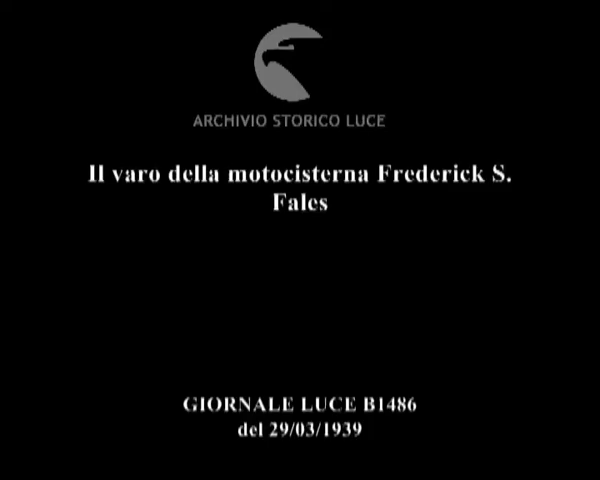 ARCHIVIO STORICO LUCE
Il varo della motocisterna Frederick S.
Fales
GIORNALE LUCE B1486
del 29/03/1939